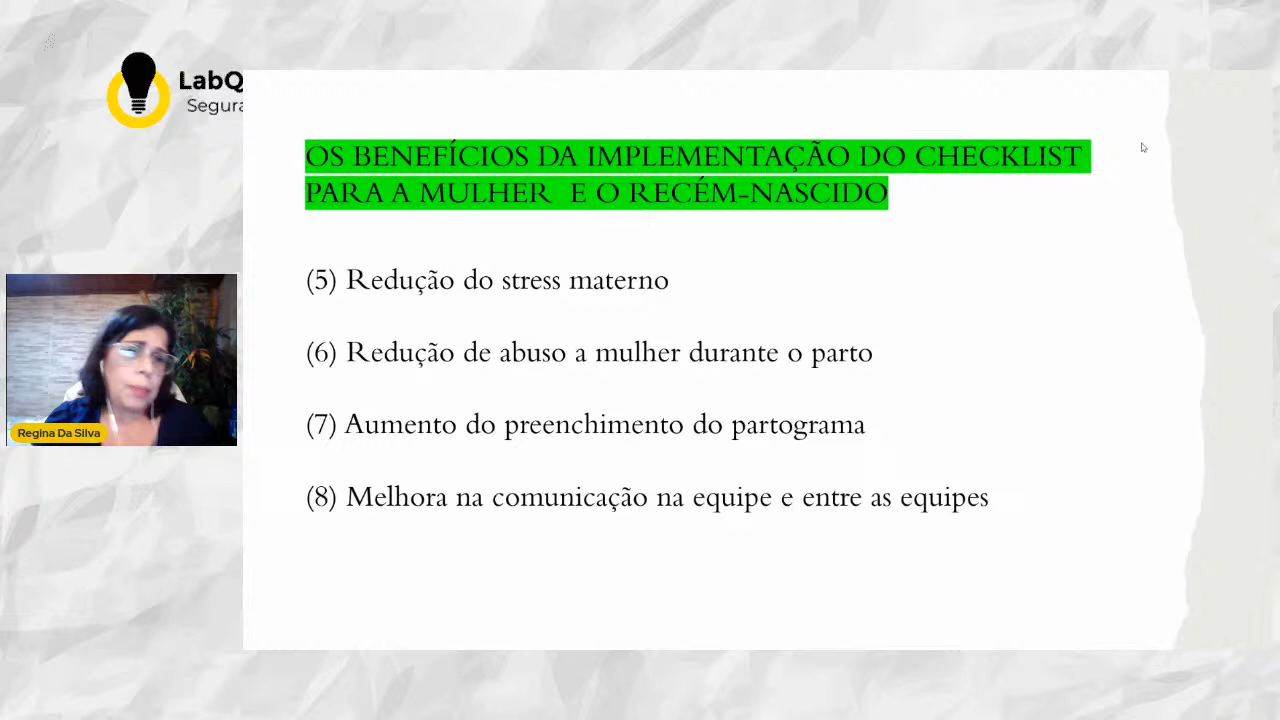 LabQ
Segura
OS BENEFÍCIOS DA IMPLEMENTAÇÃO DO CHECKLIST
PARA A MULHER E O RECÉM-NASCIDO
(5) Redução do stress materno
(6) Redução de abuso a mulher durante o parto
(7) Aumento do preenchimento do partograma
(8) Melhora na comunicação na equipe e entre as equipes
Regina Da Silva